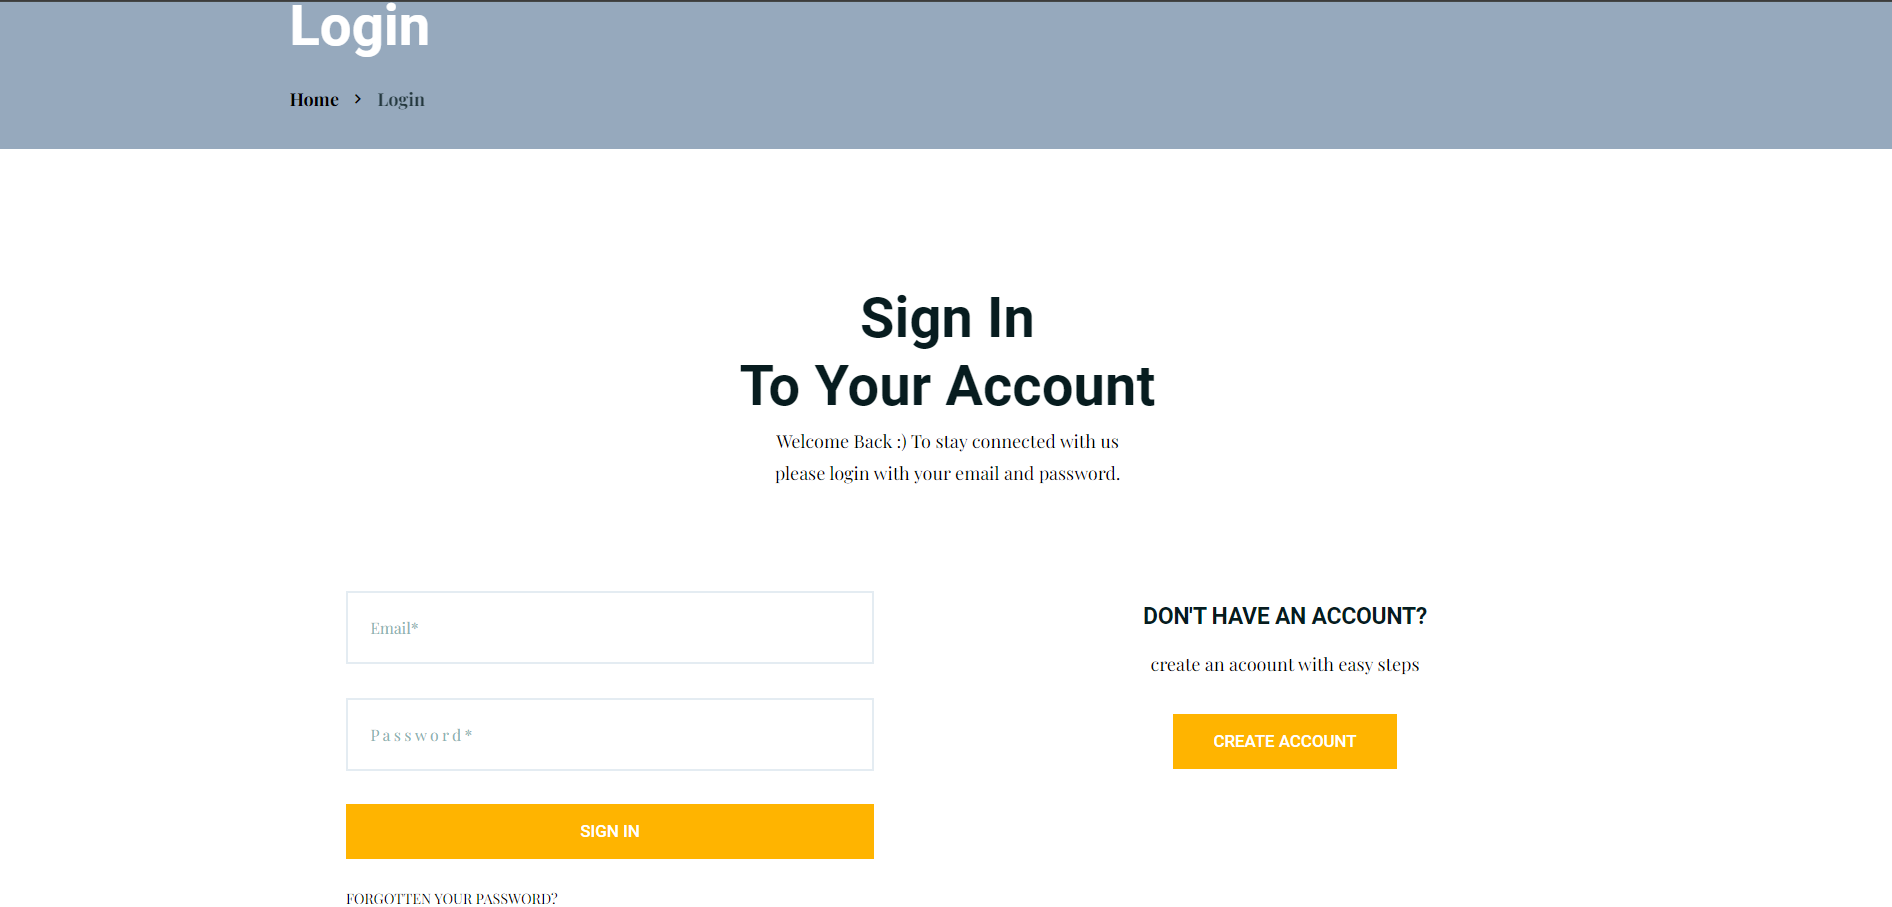 Login
Home > Login
Sign In
To Your Account
Welcome Back :) To stay connected with us
please login with your email and password.
Email*
Password*
SIGN IN
FORGOTTEN YOUR PASSWORD?
DON'T HAVE AN ACCOUNT?
create an acoount with easy steps
CREATE ACCOUNT